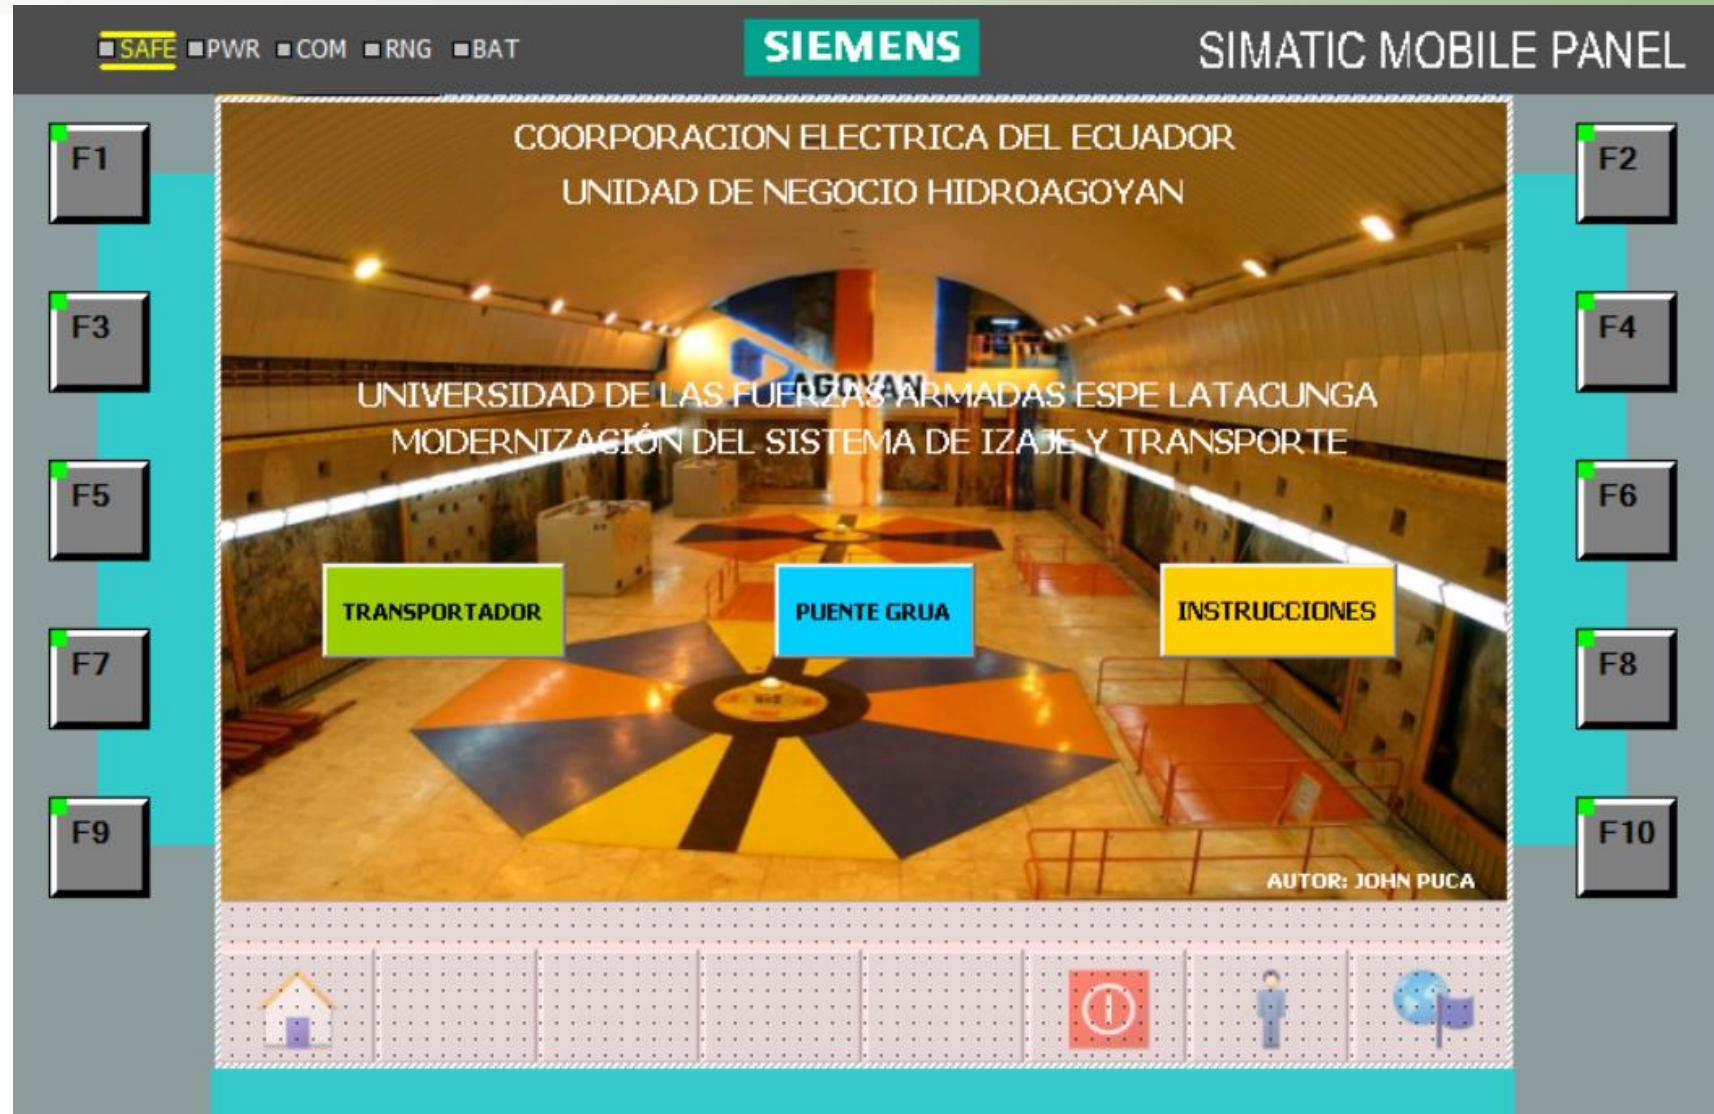 SAFE PWR COM RNG BAT
SIEMENS
SIMATIC MOBILE PANEL
F1
F2
F3
F4
F5
F6
F7
F8
F9
F10
COORPORACION ELECTRICA DEL ECUADOR
UNIDAD DE NEGOCIO HIDROAGOYAN
AGOYAN
UNIVERSIDAD DE LAS FUERZAS ARMADAS ESPE LATACUNGA
MODERNIZACIÓN DEL SISTEMA DE IZAJE Y TRANSPORTE
TRANSPORTADOR
PUENTE GRUA
INSTRUCCIONES
AUTOR: JOHN PUCA